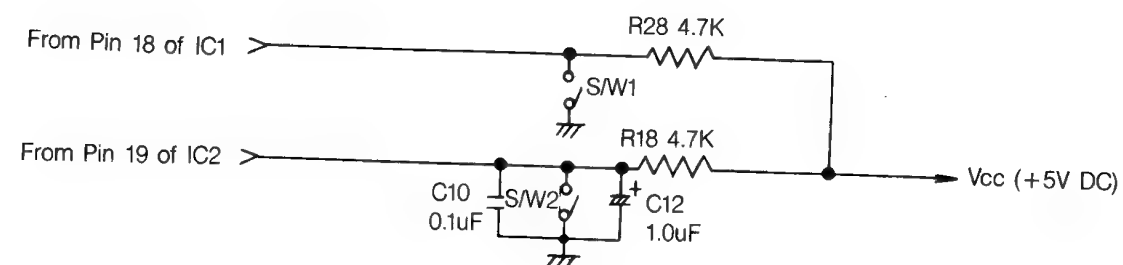 R28 4.7K
From Pin 18 of IC1
S/W1
R18 4.7K
From Pin 19 of IC2
Vcc (+5V DC)
C10
0.1uF
S/W2
+
C12
1.0uF